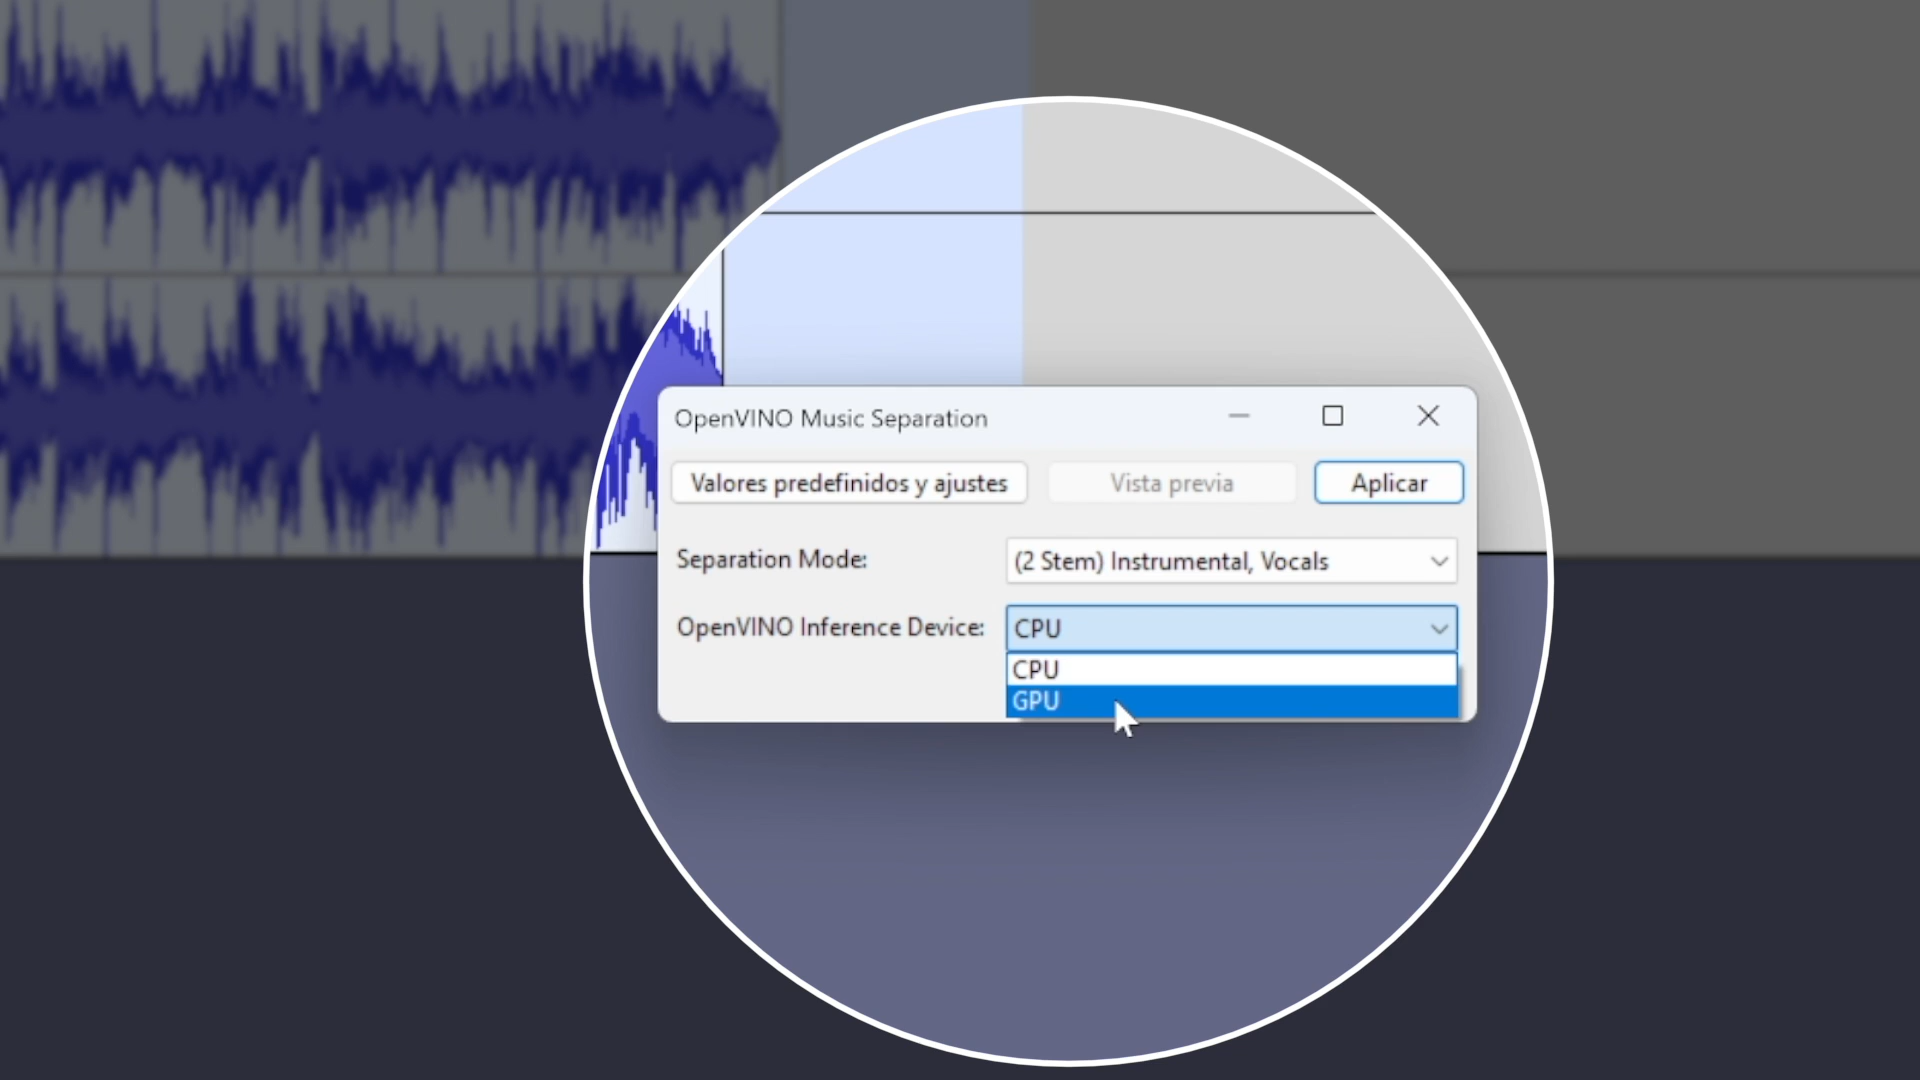 OpenVINO Music Separation
Valores predefinidos y ajustes Vista previa Aplicar
Separation Mode: (2 Stem) Instrumental, Vocals
OpenVINO Inference Device: CPU
CPU
GPU